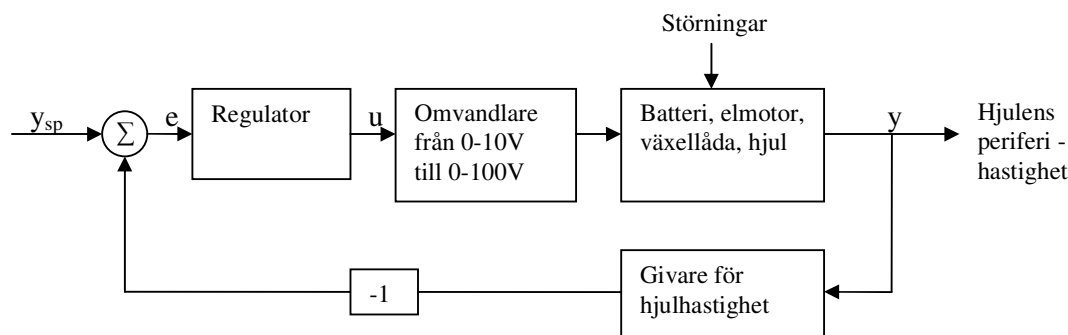 Störningar
y_sp
e
Regulator
u
Omvandlare
från 0-10V
till 0-100V
Batteri, elmotor,
växellåda, hjul
y
Hjulens
periferi -
hastighet
Σ
-1
Givare för
hjulhastighet